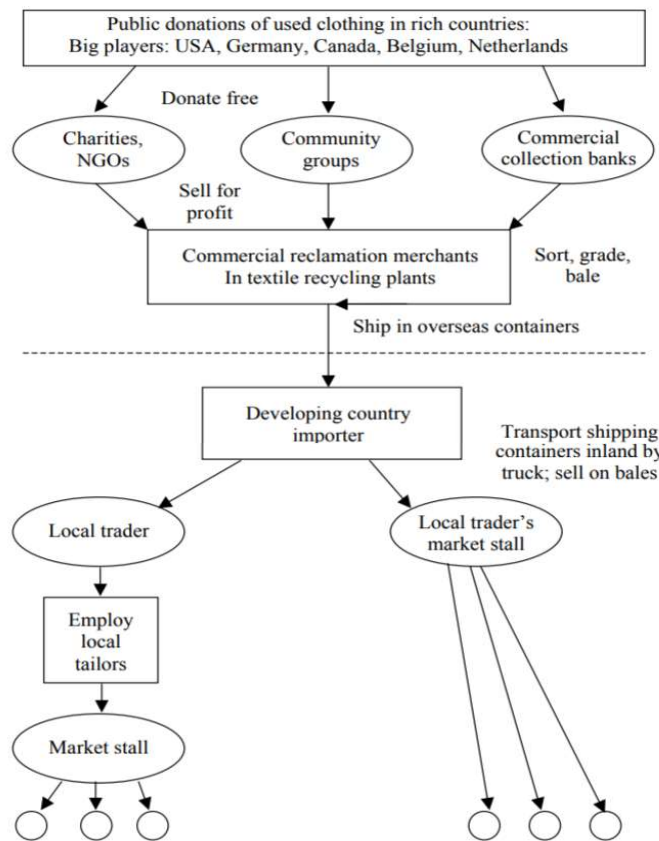 Public donations of used clothing in rich countries:
Big players: USA, Germany, Canada, Belgium, Netherlands
Donate free
Charities,
NGOs
Community
groups
Commercial
collection banks
Sell for
profit
Commercial reclamation merchants
In textile recycling plants
Sort, grade,
bale
Ship in overseas containers
Developing country
importer
Transport shipping
containers inland by
truck; sell on bales
Local trader
Local trader's
market stall
Employ
local
tailors
Market stall